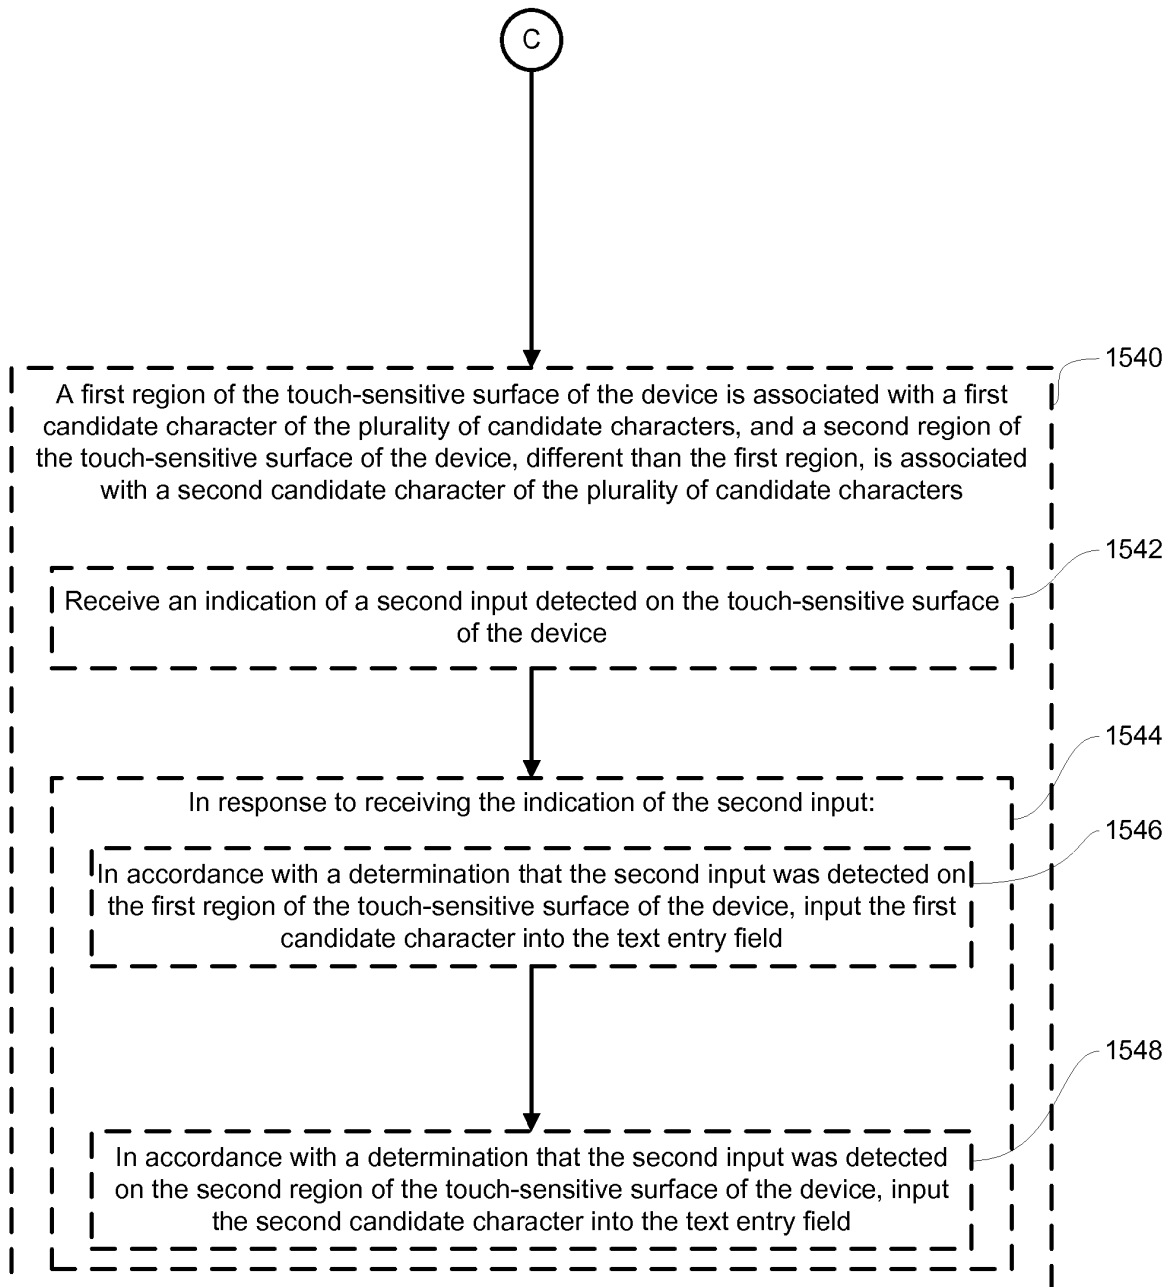 C
1540
A first region of the touch-sensitive surface of the device is associated with a first
candidate character of the plurality of candidate characters, and a second region of
the touch-sensitive surface of the device, different than the first region, is associated
with a second candidate character of the plurality of candidate characters
1542
Receive an indication of a second input detected on the touch-sensitive surface
of the device
1544
In response to receiving the indication of the second input:
1546
In accordance with a determination that the second input was detected on
the first region of the touch-sensitive surface of the device, input the first
candidate character into the text entry field
1548
In accordance with a determination that the second input was detected
on the second region of the touch-sensitive surface of the device, input
the second candidate character into the text entry field